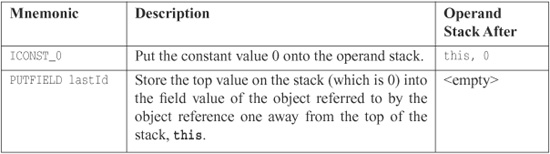 Mnemonic Description Operand
Stack After
ICONST_0 Put the constant value 0 onto the operand stack. this, 0
PUTFIELD lastId Store the top value on the stack (which is 0) into <empty>
the field value of the object referred to by the
object reference one away from the top of the
stack, this.